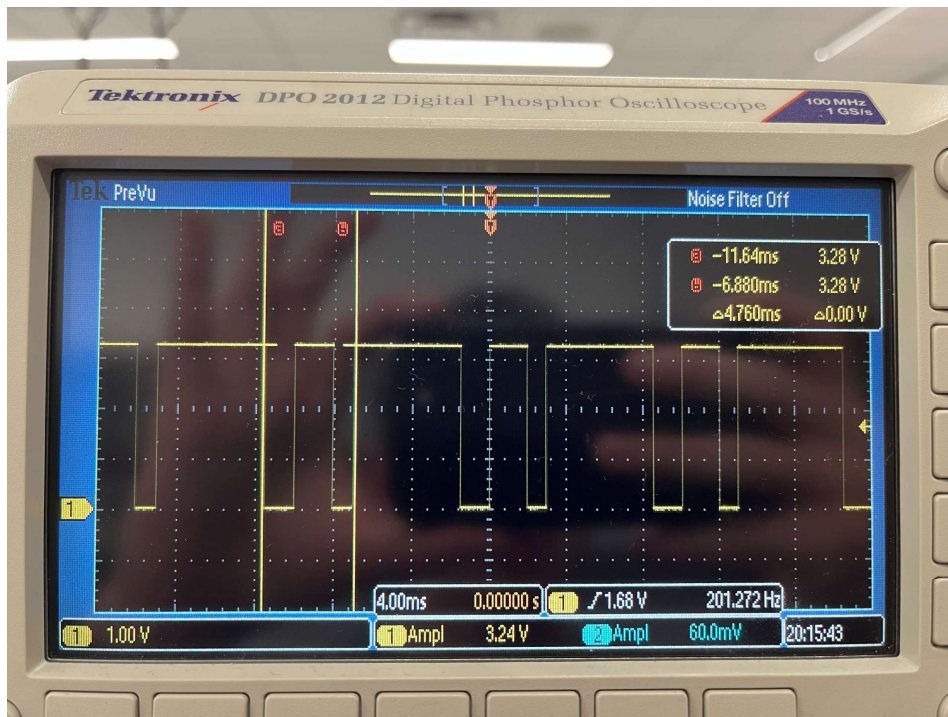 Tektronix DPO 2012 Digital Phosphor Oscilloscope
100 MHz
1 GS/s
Tek PreVu
Noise Filter Off
a −11.64ms 3.28 V
b −6.880ms 3.28 V
△4.760ms △0.00 V
a b
1
4.00ms 0.00000 s 1 ∫ 1.68 V 201.272 Hz
1 1.00 V 1 Ampl 3.24 V 2 Ampl 60.0mV 20:15:43